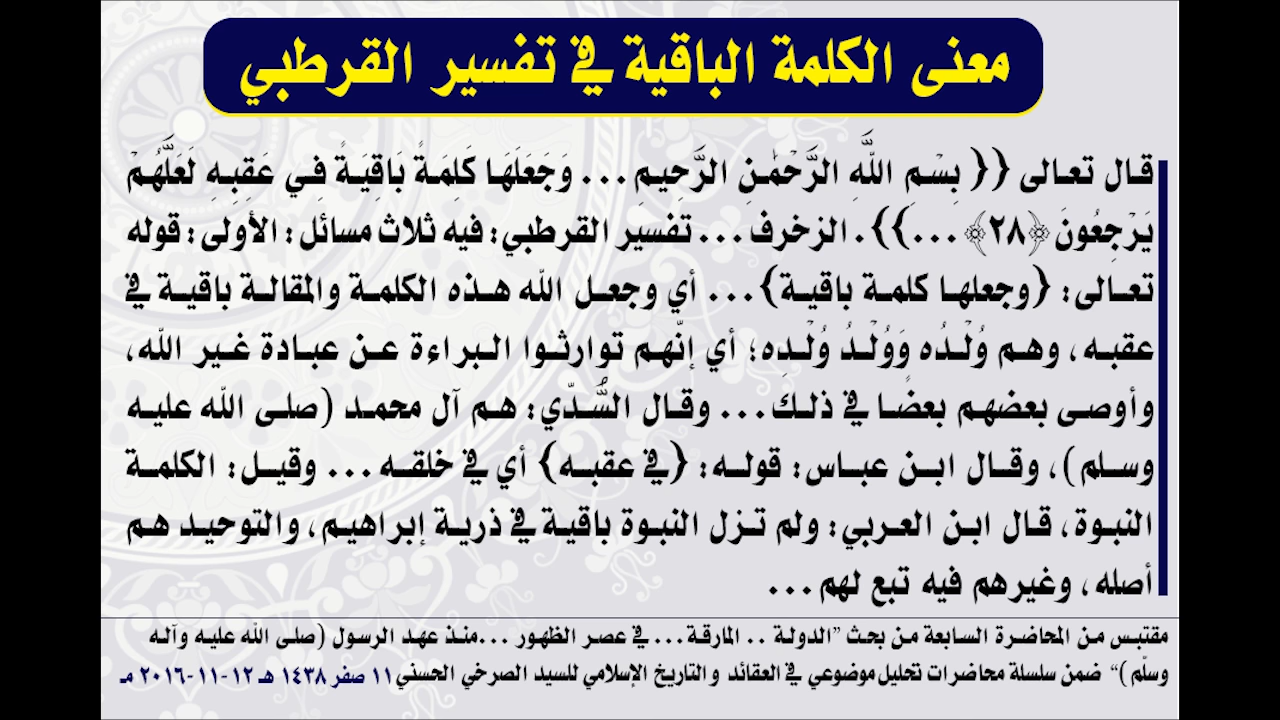 معنى الكلمة الباقية في تفسير القرطبي
قال تعالى {{ بِسْمِ اللَّهِ الرَّحْمَٰنِ الرَّحِيمِ ... وَجَعَلَهَا كَلِمَةً بَاقِيَةً فِي عَقِبِهِ لَعَلَّهُمْ
يَرْجِعُونَ ﴿٢٨﴾ ...}}. الزخرف ... تفسير القرطبي: فيه ثلاث مسائل: الأولى: قوله
تعالى: {وجعلها كلمة باقية}... أي وجعل الله هذه الكلمة والمقالة باقية في
عقبه، وهم وُلْدُه وَوُلْدُ وُلْدِه؛ أي إنّهم توارثوا البراءة عن عبادة غير الله،
وأوصى بعضهم بعضًا في ذلك... وقال السُّدّي: هم آل محمد (صلى الله عليه
وسلم)، وقال ابن عباس: قوله: {في عقبه} أي في خلقه... وقيل: الكلمة
النبوة، قال ابن العربي: ولم تزل النبوة باقية في ذرية إبراهيم، والتوحيد هم
أصله، وغيرهم فيه تبع لهم...
مقتبس من المحاضرة السابعة من بحث "الدولة .. المارقة... في عصر الظهور ...منذ عهد الرسول (صلى الله عليه وآله
وسلّم)" ضمن سلسلة محاضرات تحليل موضوعي في العقائد والتاريخ الإسلامي للسيد الصرخي الحسني ١١ صفر ١٤٣٨ هـ ١٢-١١-٢٠١٦ مـ